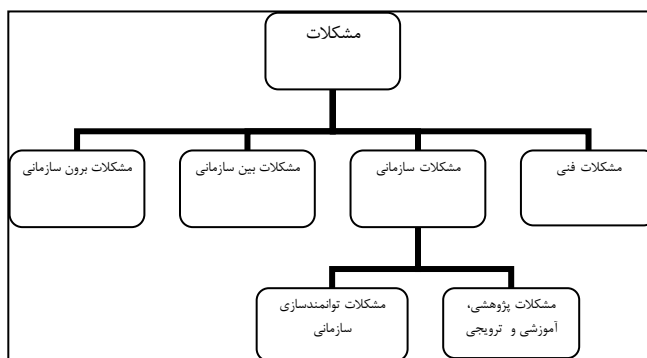 مشکلات
مشکلات فنی
مشکلات سازمانی
مشکلات بین سازمانی
مشکلات برون سازمانی
مشکلات پژوهشی،
آموزشی و ترویجی
مشکلات توانمندسازی
سازمانی